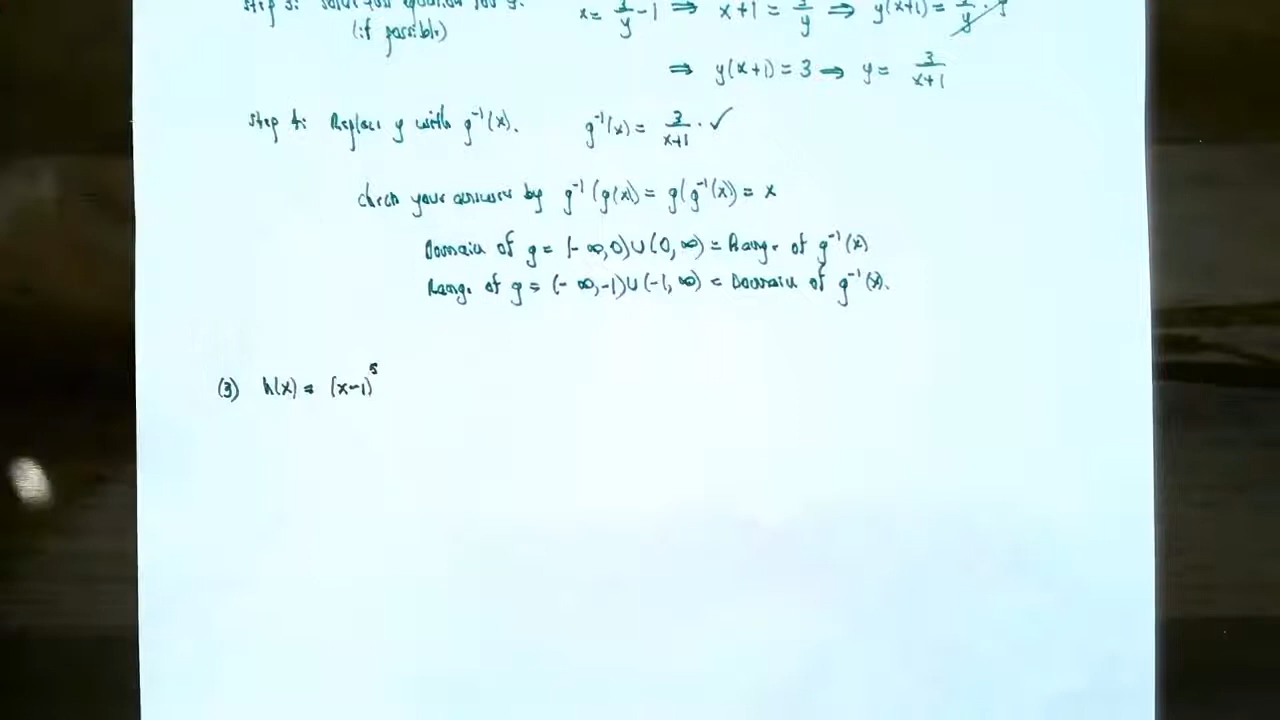 step 3: solve your equation for y. x = 3/y - 1 ⇒ x+1 = 3/y ⇒ y(x+1) = 3/y · y
(if possible)
⇒ y(x+1) = 3 ⇒ y = 3/(x+1)
step 4: Replace y with g⁻¹(x). g⁻¹(x) = 3/(x+1) . ✓
check your answers by g⁻¹(g(x)) = g(g⁻¹(x)) = x
Domain of g = (-∞,0)∪(0,∞) = Range of g⁻¹(x)
Range of g = (-∞,-1)∪(-1,∞) = Domain of g⁻¹(x).
(3) h(x) = (x-1)⁵